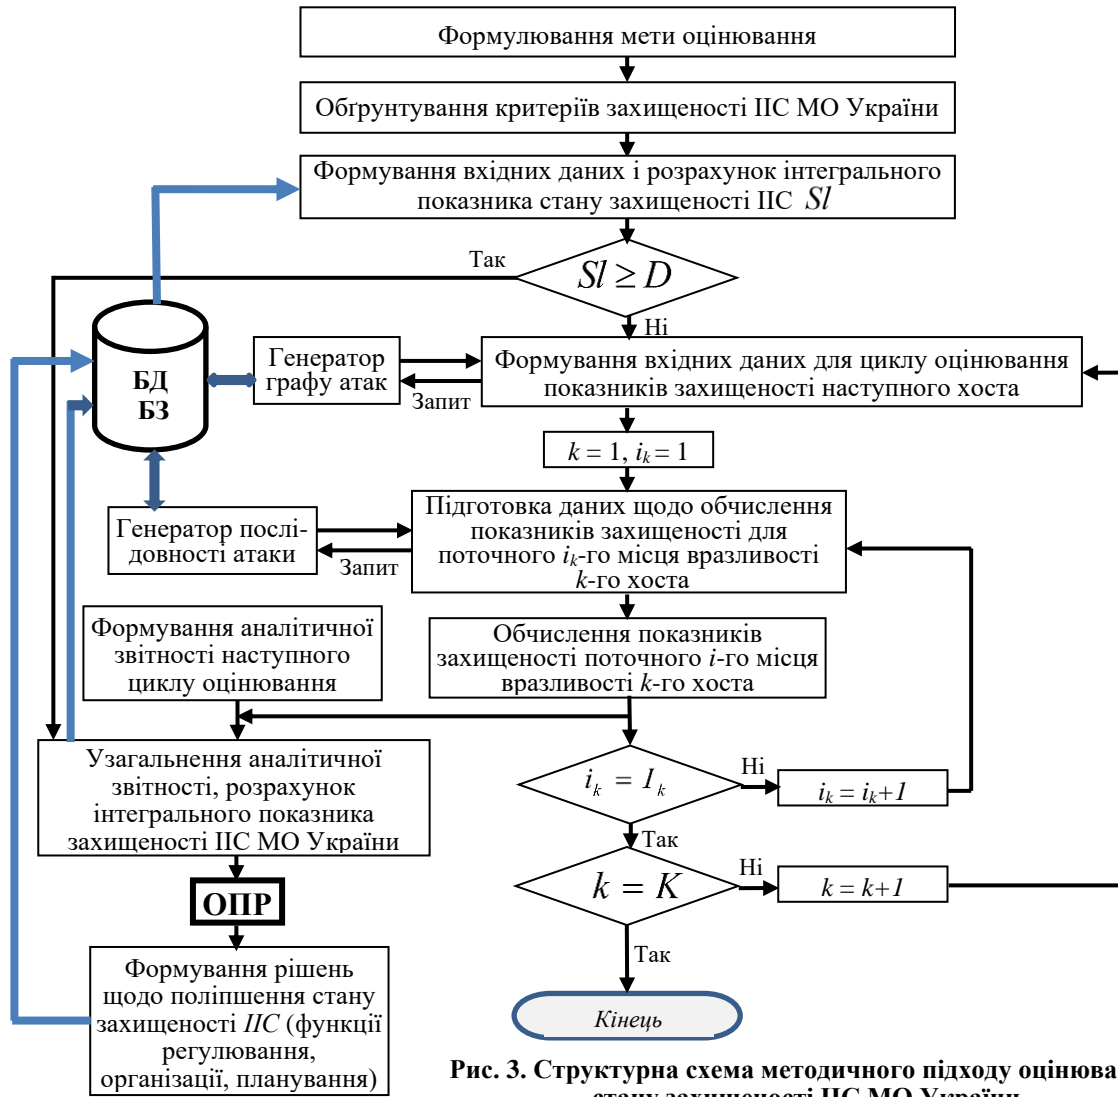 Формулювання мети оцінювання
Обґрунтування критеріїв захищеності ІІС МО України
Формування вхідних даних і розрахунок інтегрального
показника стану захищеності ІІС Sl
Так
Sl ≥ D
Ні
БД
БЗ
Генератор
графу атак
Запит
Формування вхідних даних для циклу оцінювання
показників захищеності наступного хоста
k = 1, iₖ = 1
Генератор послі-
довності атаки
Запит
Підготовка даних щодо обчислення
показників захищеності для
поточного iₖ-го місця вразливості
k-го хоста
Формування аналітичної
звітності наступного
циклу оцінювання
Обчислення показників
захищеності поточного i-го місця
вразливості k-го хоста
Узагальнення аналітичної
звітності, розрахунок
інтегрального показника
захищеності ІІС МО України
iₖ = Iₖ
Ні
iₖ = iₖ+1
Так
k = K
Ні
k = k+1
Так
ОПР
Формування рішень
щодо поліпшення стану
захищеності ІІС (функції
регулювання,
організації, планування)
Кінець
Рис. 3. Структурна схема методичного підходу оцінюва
стану захищеності ІІС МО України